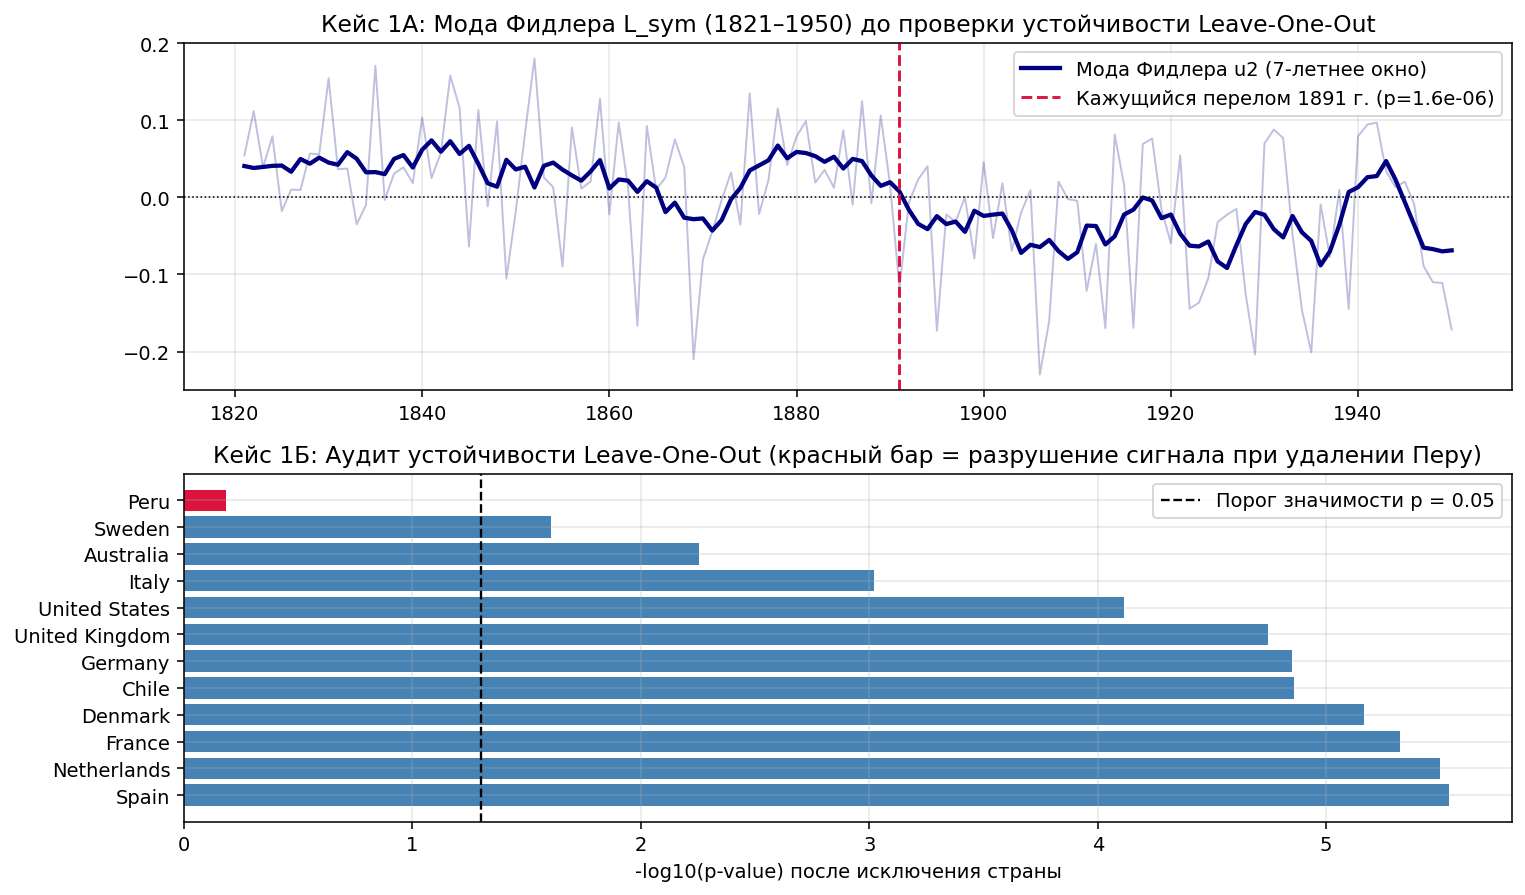 Кейс 1А: Мода Фидлера L_sym (1821–1950) до проверки устойчивости Leave-One-Out
0.2
0.1
0.0
−0.1
−0.2
Мода Фидлера u2 (7-летнее окно)
Кажущийся перелом 1891 г. (p=1.6e-06)
1820 1840 1860 1880 1900 1920 1940
Кейс 1Б: Аудит устойчивости Leave-One-Out (красный бар = разрушение сигнала при удалении Перу)
Порог значимости p = 0.05
Peru
Sweden
Australia
Italy
United States
United Kingdom
Germany
Chile
Denmark
France
Netherlands
Spain
0 1 2 3 4 5
-log10(p-value) после исключения страны